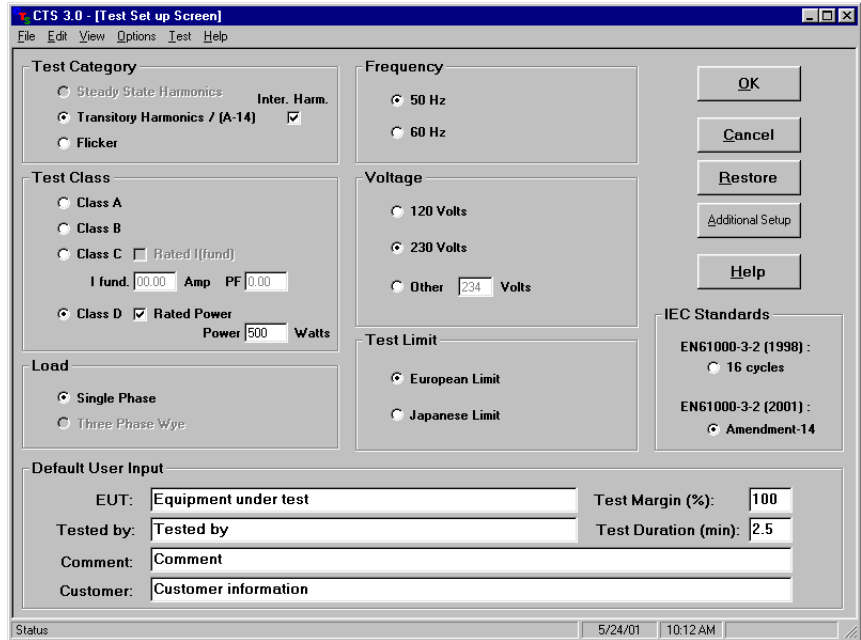 CTS 3.0 - [Test Set up Screen]
File Edit View Options Test Help
Test Category
Steady State Harmonics
Inter. Harm.
Transitory Harmonics / (A-14)
Flicker
Test Class
Class A
Class B
Class C Rated I(fund)
I fund. 00.00 Amp PF 0.00
Class D Rated Power
Power 500 Watts
Load
Single Phase
Three Phase Wye
Frequency
50 Hz
60 Hz
Voltage
120 Volts
230 Volts
Other 234 Volts
Test Limit
European Limit
Japanese Limit
OK
Cancel
Restore
Additional Setup
Help
IEC Standards
EN61000-3-2 (1998) :
16 cycles
EN61000-3-2 (2001) :
Amendment-14
Default User Input
EUT: Equipment under test Test Margin (%): 100
Tested by: Tested by Test Duration (min): 2.5
Comment: Comment
Customer: Customer information
Status 5/24/01 10:12 AM